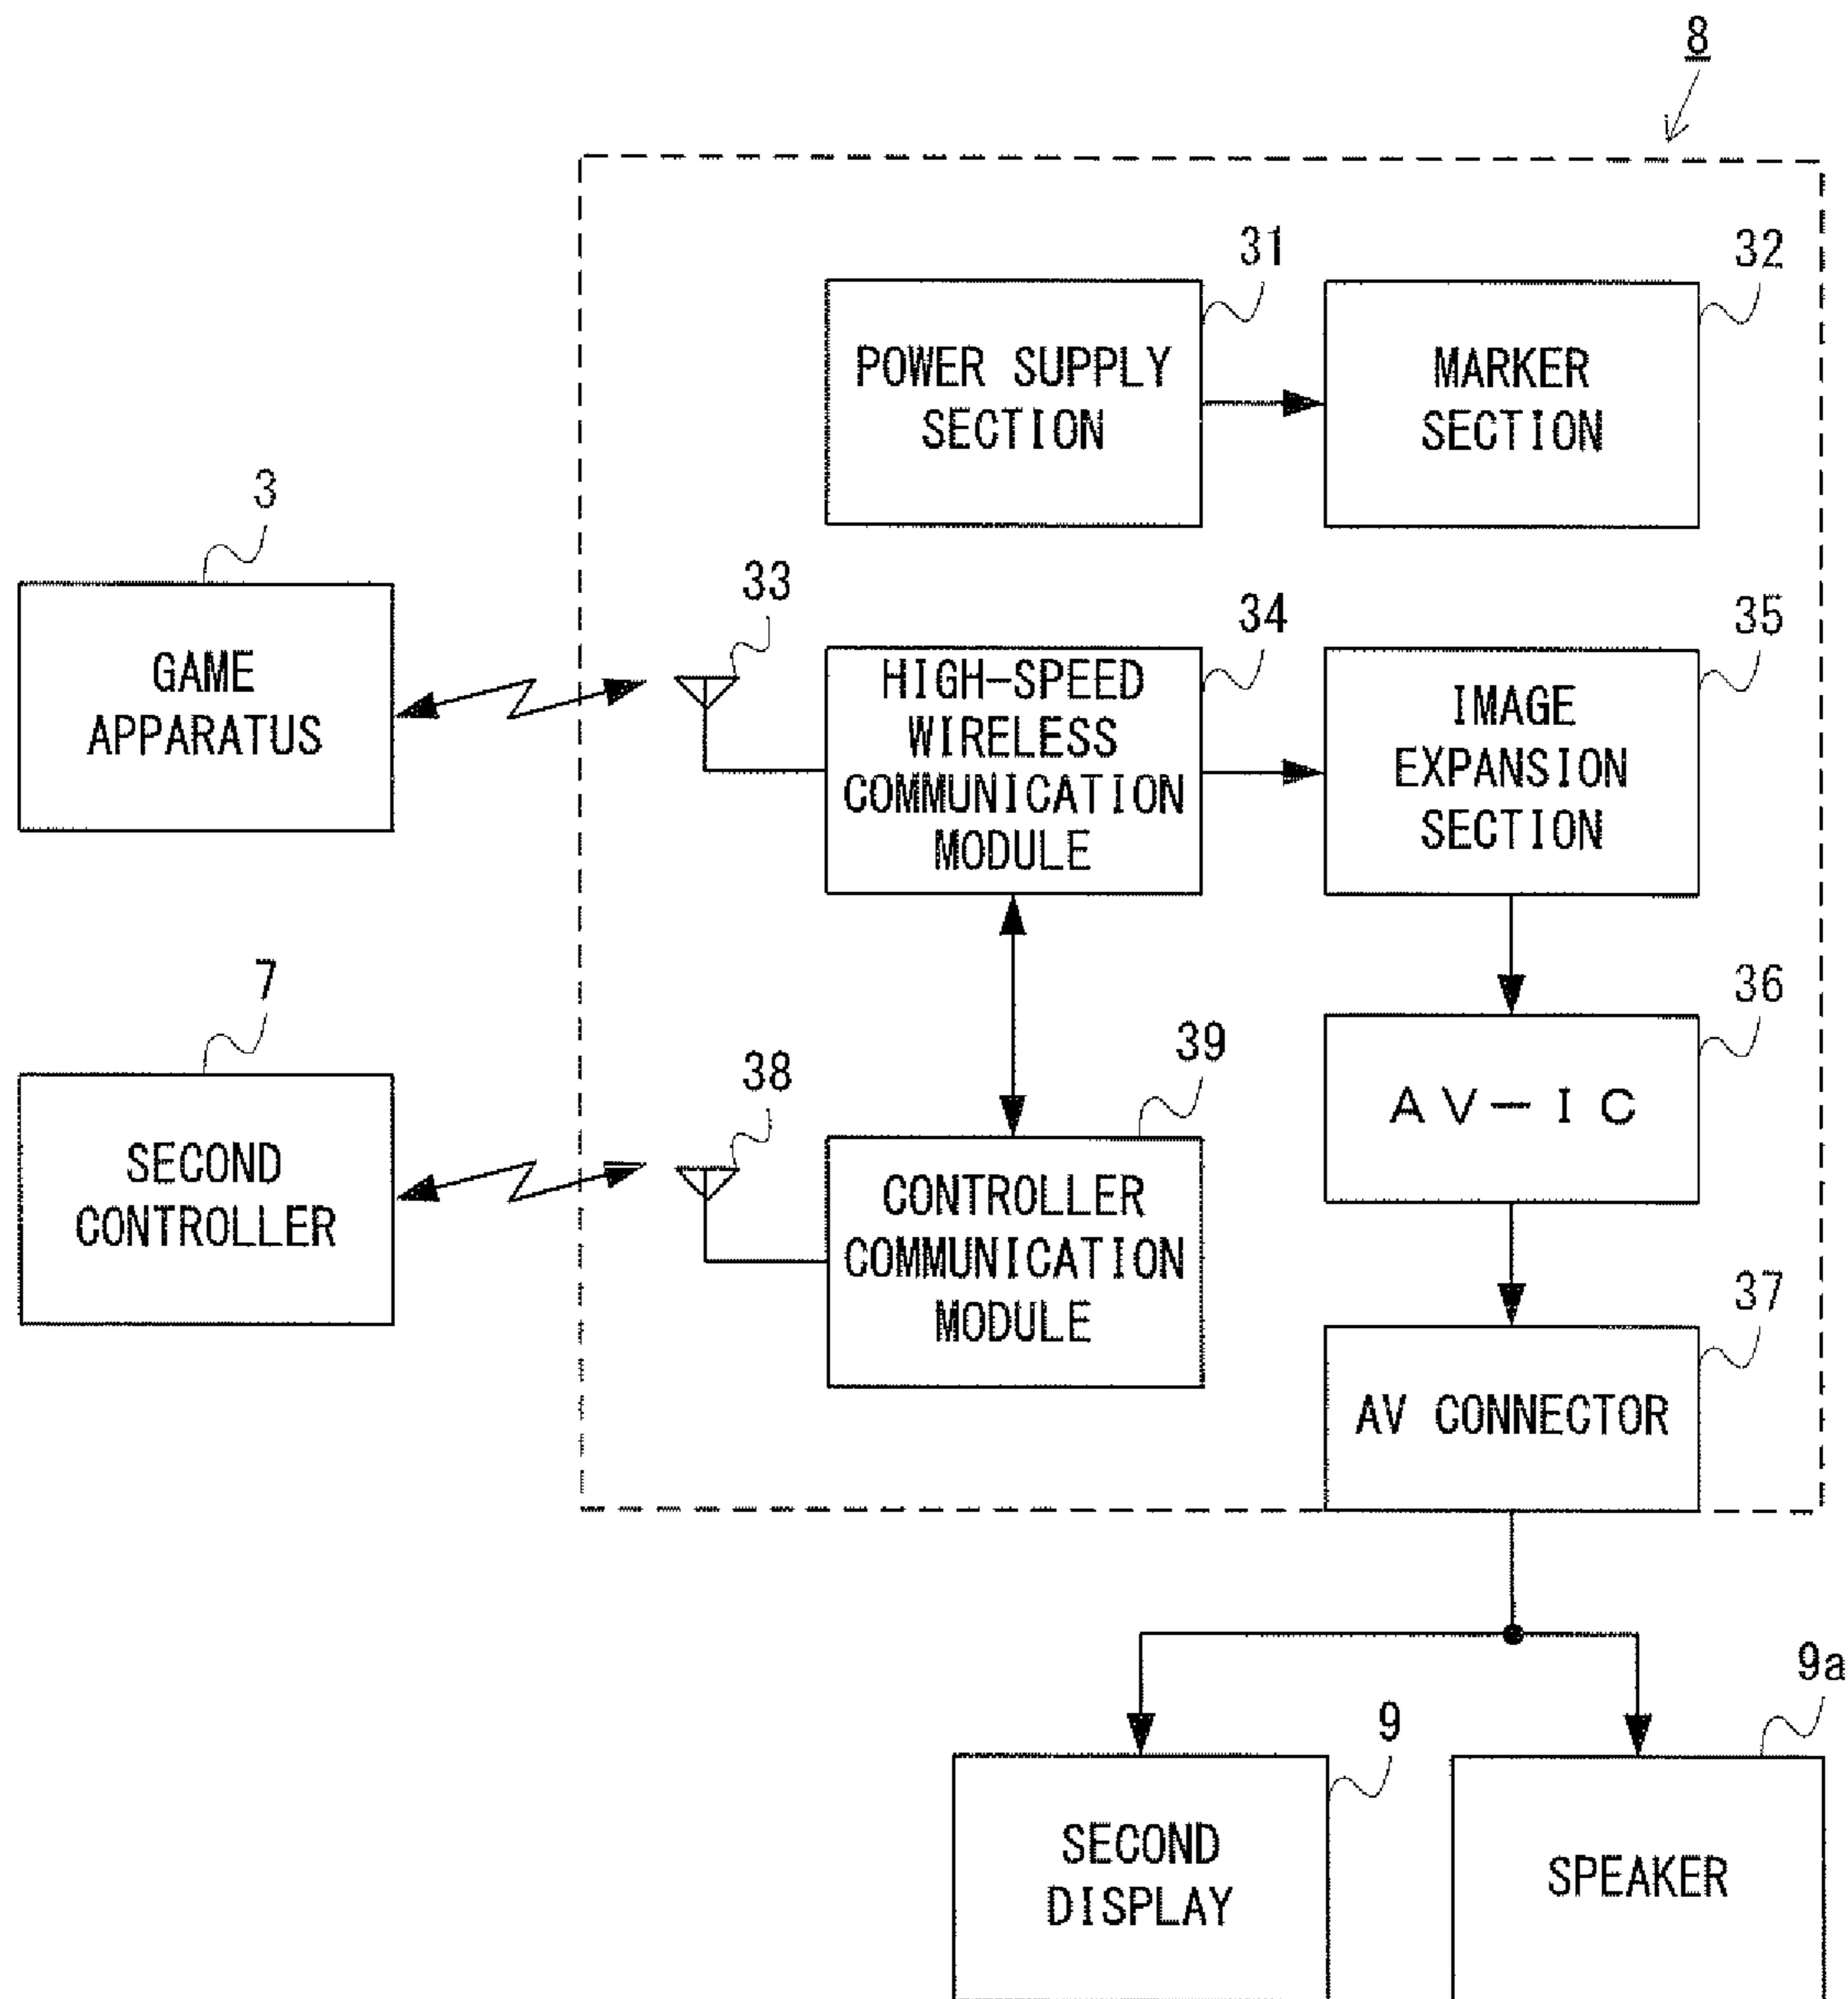 8
31
32
POWER SUPPLY
SECTION
MARKER
SECTION
3
33
34
35
GAME
APPARATUS
HIGH-SPEED
WIRELESS
COMMUNICATION
MODULE
IMAGE
EXPANSION
SECTION
7
38
39
36
SECOND
CONTROLLER
CONTROLLER
COMMUNICATION
MODULE
AV-IC
37
AV CONNECTOR
9
9a
SECOND
DISPLAY
SPEAKER